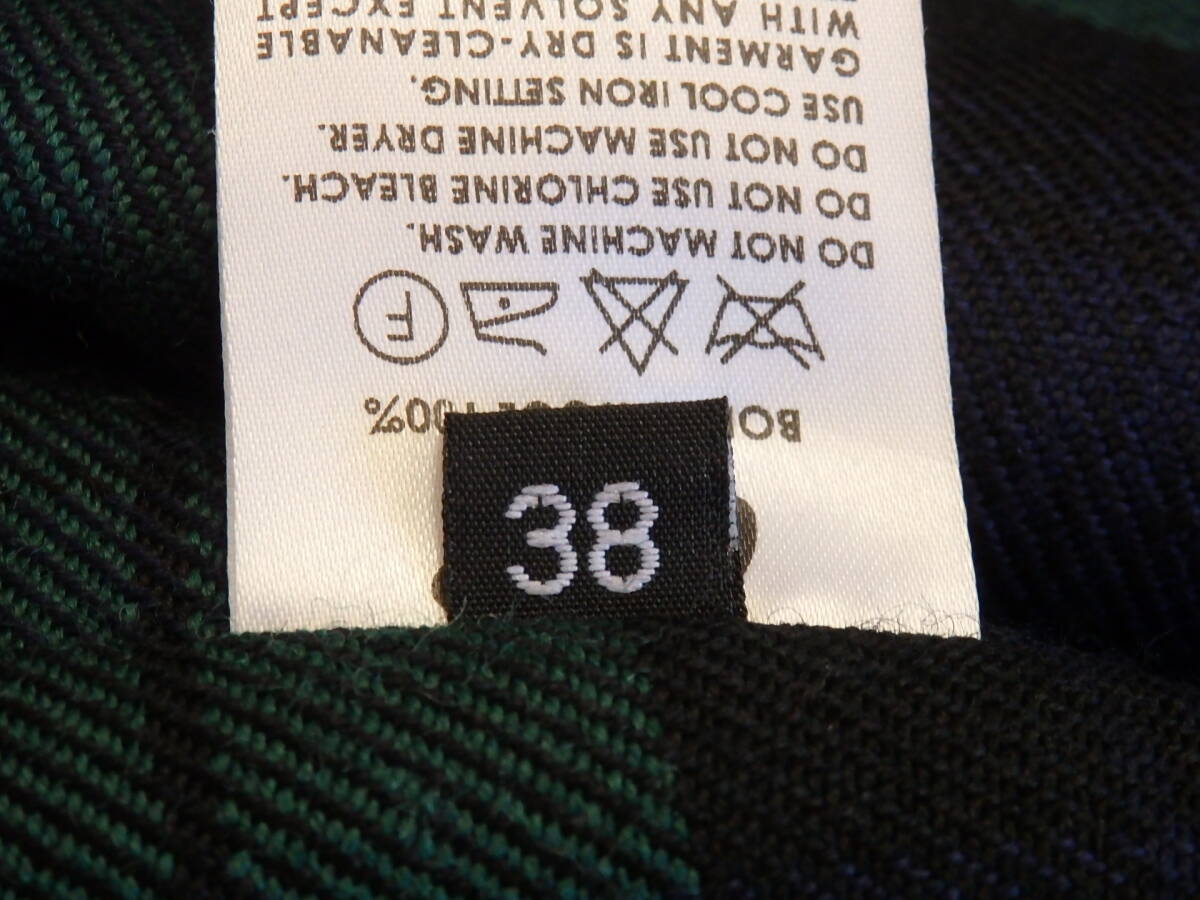 100%
F
DO NOT MACHINE WASH.
DO NOT USE CHLORINE BLEACH.
DO NOT USE MACHINE DRYER.
USE COOL IRON SETTING.
GARMENT IS DRY-CLEANABLE
WITH ANY SOLVENT EXCEPT
38